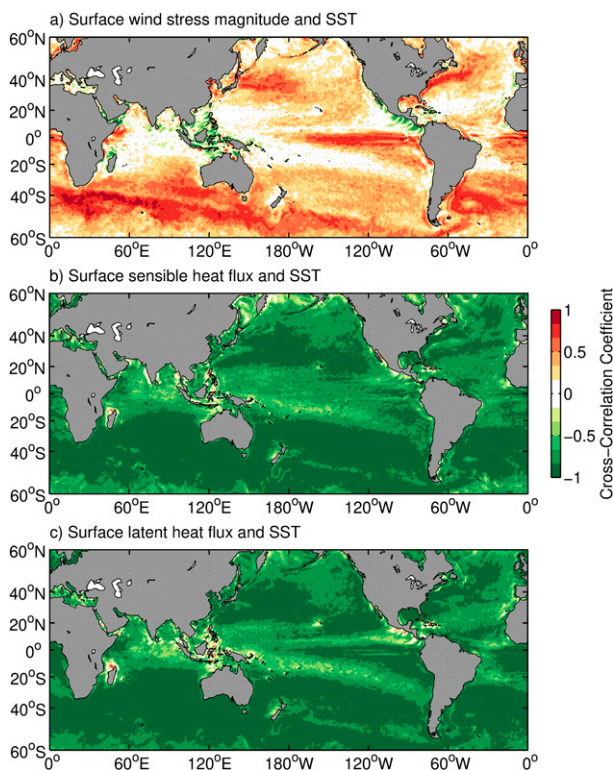 a) Surface wind stress magnitude and SST
60°N
40°N
20°N
0°
20°S
40°S
60°S
0° 60°E 120°E 180°W 120°W 60°W 0°
b) Surface sensible heat flux and SST
60°N
40°N
20°N
0°
20°S
40°S
60°S
0° 60°E 120°E 180°W 120°W 60°W 0°
c) Surface latent heat flux and SST
60°N
40°N
20°N
0°
20°S
40°S
60°S
0° 60°E 120°E 180°W 120°W 60°W 0°
1
0.5
0
−0.5
−1
Cross−Correlation Coefficient